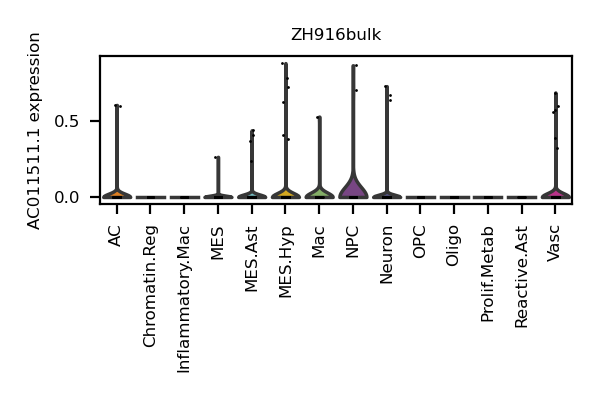 ZH916bulk
AC011511.1 expression
0.5
0.0
AC
Chromatin.Reg
Inflammatory.Mac
MES
MES.Ast
MES.Hyp
Mac
NPC
Neuron
OPC
Oligo
Prolif.Metab
Reactive.Ast
Vasc